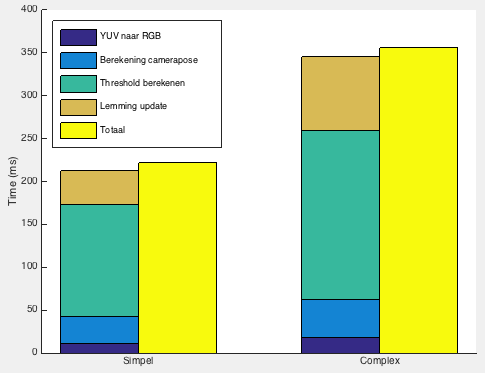 400
350
300
250
200
150
100
50
0
Time (ms)
YUV naar RGB
Berekening camerapose
Threshold berekenen
Lemming update
Totaal
Simpel
Complex